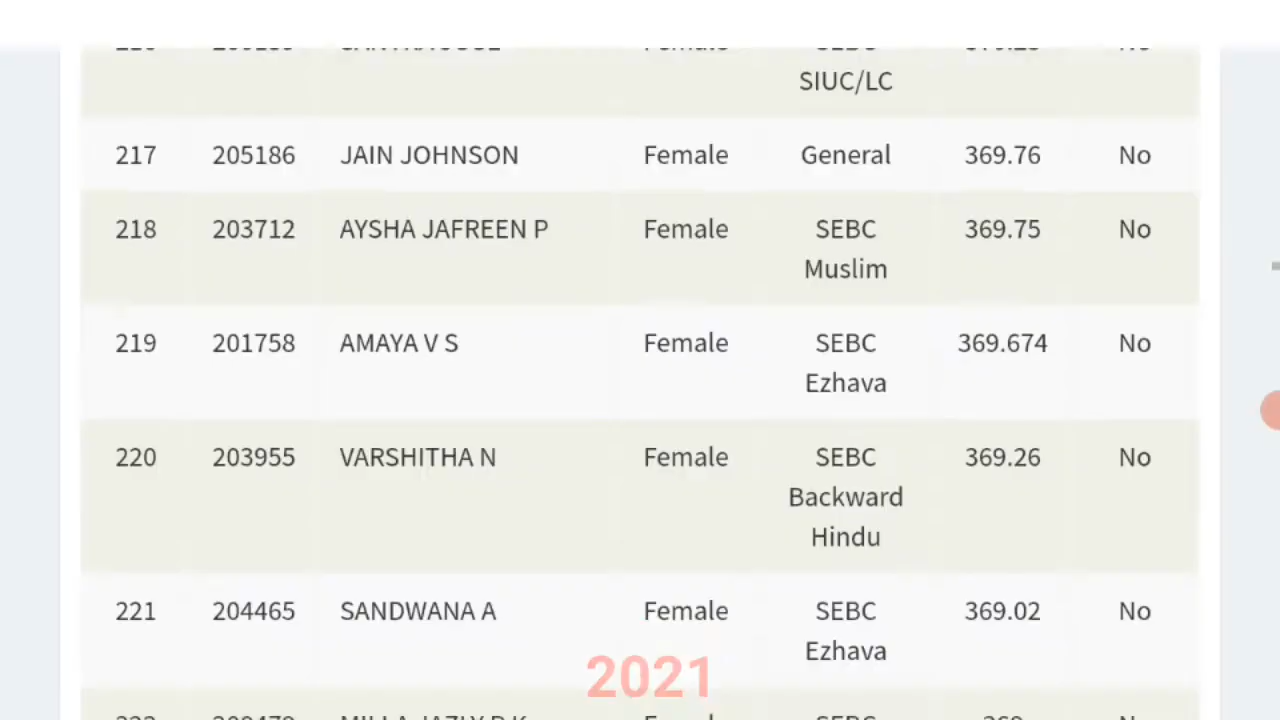 SIUC/LC
217 205186 JAIN JOHNSON Female General 369.76 No
218 203712 AYSHA JAFREEN P Female SEBC 369.75 No
Muslim
219 201758 AMAYA V S Female SEBC 369.674 No
Ezhava
220 203955 VARSHITHA N Female SEBC 369.26 No
Backward
Hindu
221 204465 SANDWANA A Female SEBC 369.02 No
Ezhava
2021